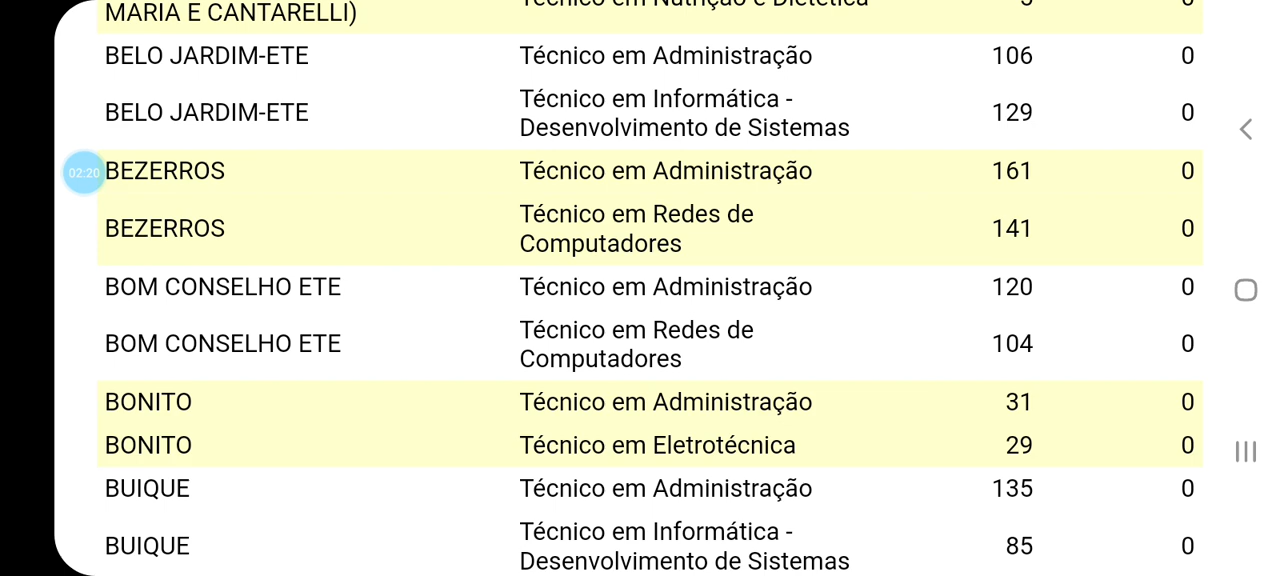 MARIA E CANTARELLI) Técnico em Nutrição e Dietética
BELO JARDIM-ETE Técnico em Administração 106 0
BELO JARDIM-ETE Técnico em Informática -
Desenvolvimento de Sistemas 129 0
02:20 BEZERROS Técnico em Administração 161 0
BEZERROS Técnico em Redes de
Computadores 141 0
BOM CONSELHO ETE Técnico em Administração 120 0
BOM CONSELHO ETE Técnico em Redes de
Computadores 104 0
BONITO Técnico em Administração 31 0
BONITO Técnico em Eletrotécnica 29 0
BUIQUE Técnico em Administração 135 0
BUIQUE Técnico em Informática -
Desenvolvimento de Sistemas 85 0